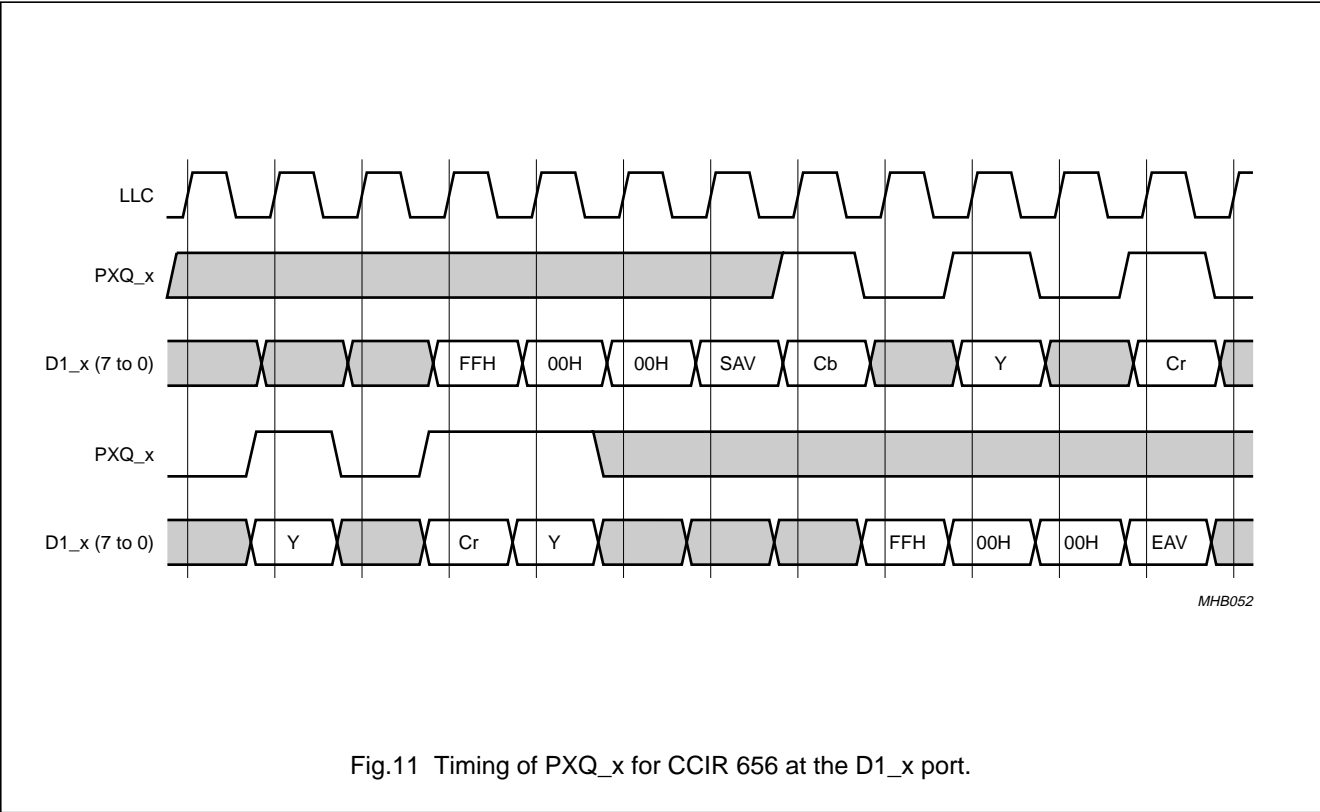 LLC
PXQ_x
D1_x (7 to 0) FFH 00H 00H SAV Cb Y Cr
PXQ_x
D1_x (7 to 0) Y Cr Y FFH 00H 00H EAV
MHB052
Fig.11 Timing of PXQ_x for CCIR 656 at the D1_x port.